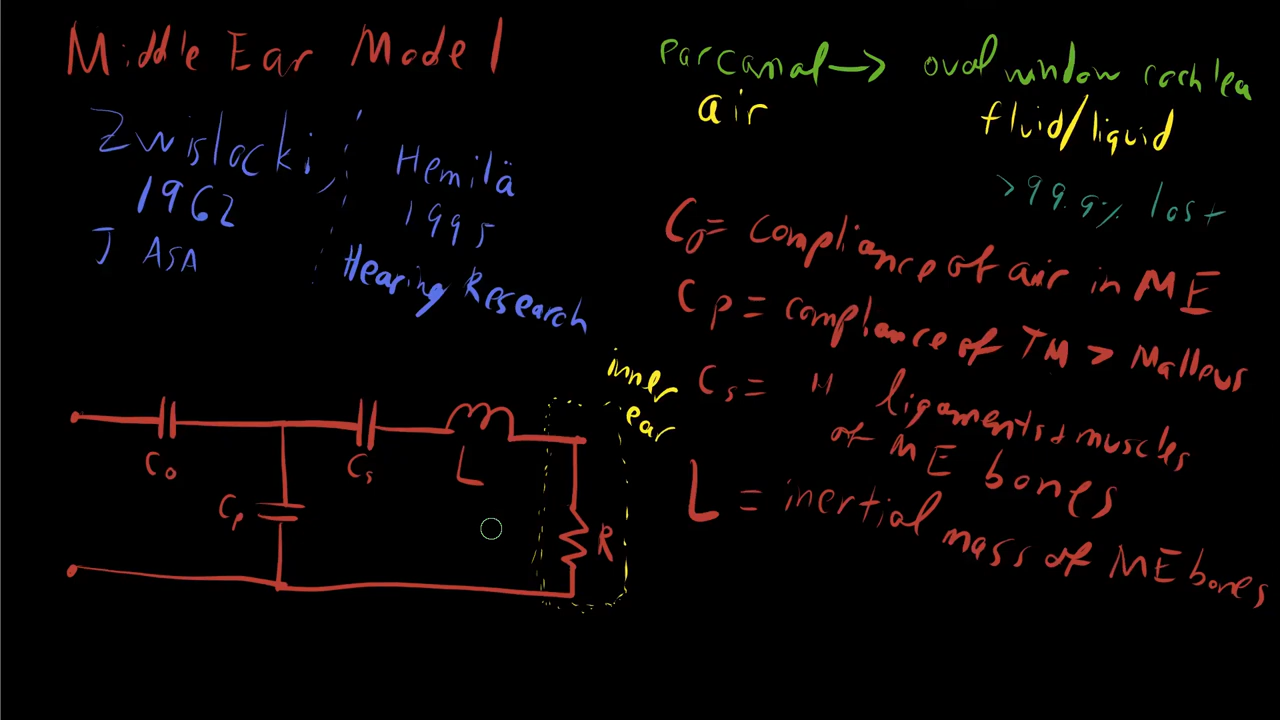 Middle Ear Model
Zwislocki,
1962
J ASA
Hemilä
1995
Hearing Research
ear canal → oval window cochlea
air
fluid/liquid
>99.9% lost
C₀= compliance of air in ME
Cp = compliance of TM > Malleus
Cs = " ligaments + muscles
of ME bones
L = inertial mass of ME bones
inner
ear
C₀
Cs
L
Cp
R